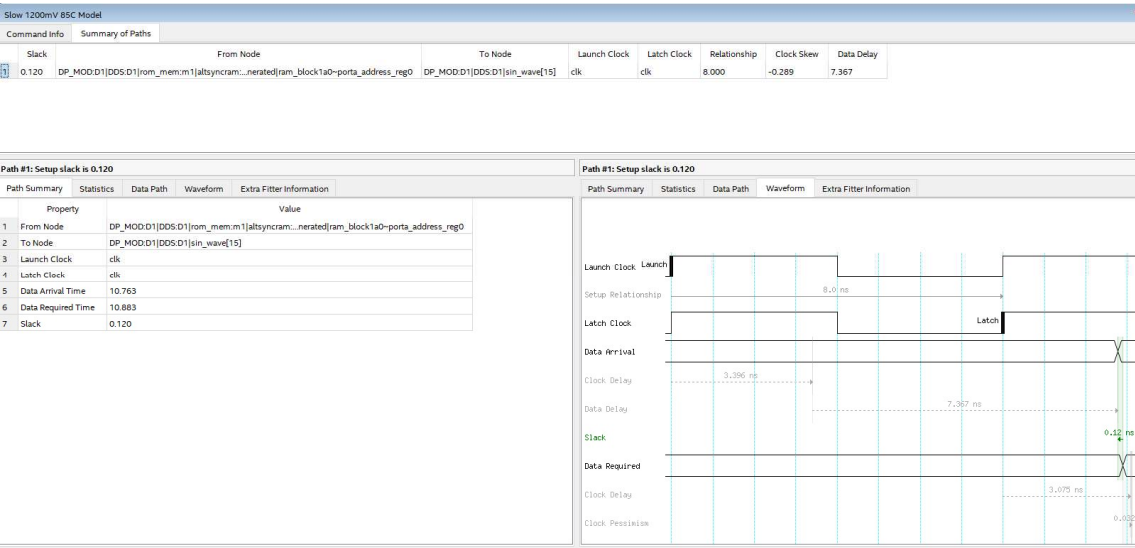 Slow 1200mV 85C Model
Command Info Summary of Paths
Slack From Node To Node Launch Clock Latch Clock Relationship Clock Skew Data Delay
1 0.120 DP_MOD:D1|DDS:D1|rom_mem:m1|altsyncram:...nerated|ram_block1a0~porta_address_reg0 DP_MOD:D1|DDS:D1|sin_wave[15] clk clk 8.000 -0.289 7.367
Path #1: Setup slack is 0.120
Path Summary Statistics Data Path Waveform Extra Fitter Information
Property Value
1 From Node DP_MOD:D1|DDS:D1|rom_mem:m1|altsyncram:...nerated|ram_block1a0~porta_address_reg0
2 To Node DP_MOD:D1|DDS:D1|sin_wave[15]
3 Launch Clock clk
4 Latch Clock clk
5 Data Arrival Time 10.763
6 Data Required Time 10.883
7 Slack 0.120
Path #1: Setup slack is 0.120
Path Summary Statistics Data Path Waveform Extra Fitter Information
Launch Clock Launch
Setup Relationship 8.0 ns
Latch Clock Latch
Data Arrival
Clock Delay 3.396 ns
Data Delay 7.367 ns
Slack 0.12 ns
Data Required
Clock Delay 3.075 ns
Clock Pessimism 0.032